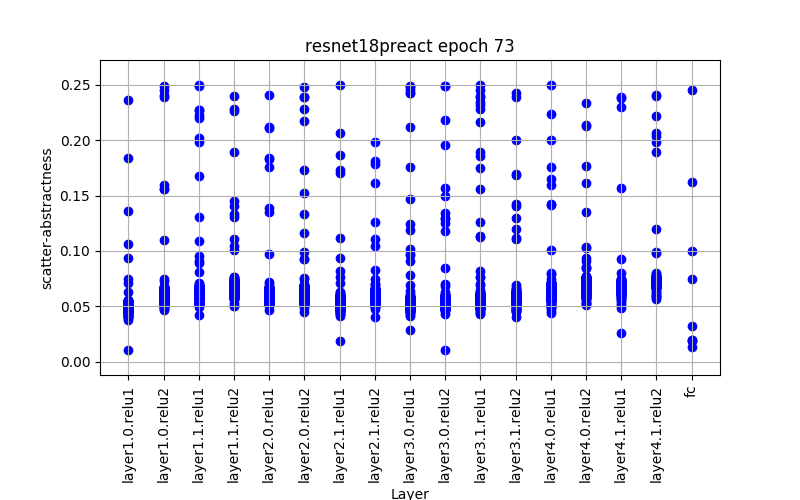 resnet18preact epoch 73
scatter-abstractness
0.25
0.20
0.15
0.10
0.05
0.00
layer1.0.relu1
layer1.0.relu2
layer1.1.relu1
layer1.1.relu2
layer2.0.relu1
layer2.0.relu2
layer2.1.relu1
layer2.1.relu2
layer3.0.relu1
layer3.0.relu2
layer3.1.relu1
layer3.1.relu2
layer4.0.relu1
layer4.0.relu2
layer4.1.relu1
layer4.1.relu2
fc
Layer